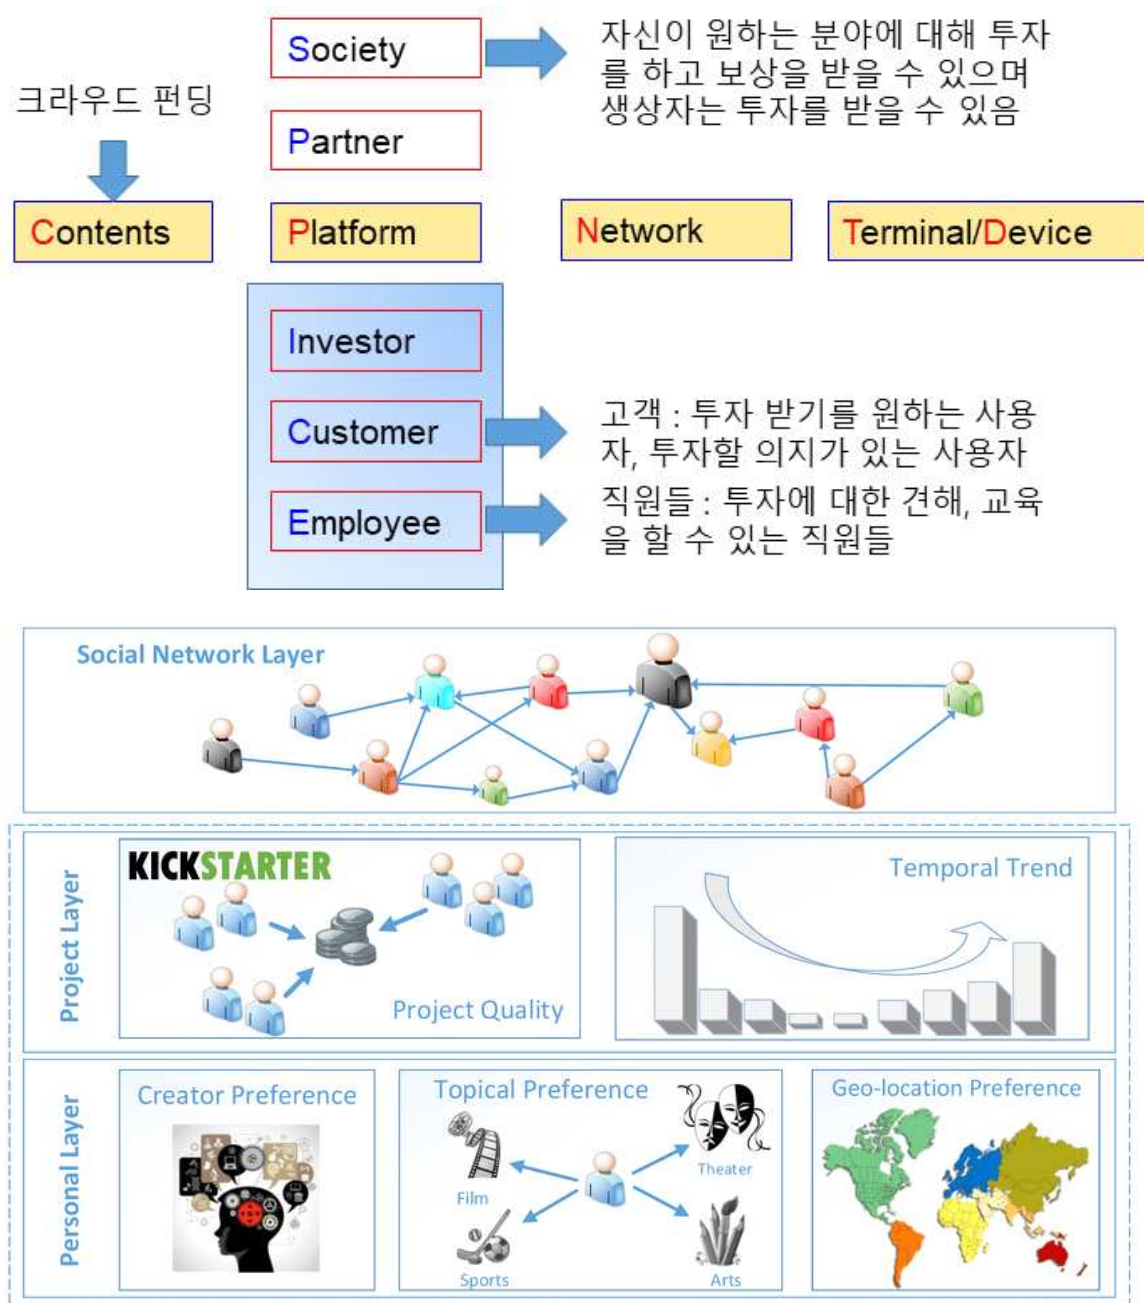 Society
자신이 원하는 분야에 대해 투자
를 하고 보상을 받을 수 있으며
생상자는 투자를 받을 수 있음
크라우드 펀딩
Partner
Contents
Platform
Network
Terminal/Device
Investor
Customer
고객 : 투자 받기를 원하는 사용
자, 투자할 의지가 있는 사용자
Employee
직원들 : 투자에 대한 견해, 교육
을 할 수 있는 직원들
Social Network Layer
Project Layer
KICKSTARTER
Project Quality
Temporal Trend
Personal Layer
Creator Preference
Topical Preference
Film
Theater
Sports
Arts
Geo-location Preference